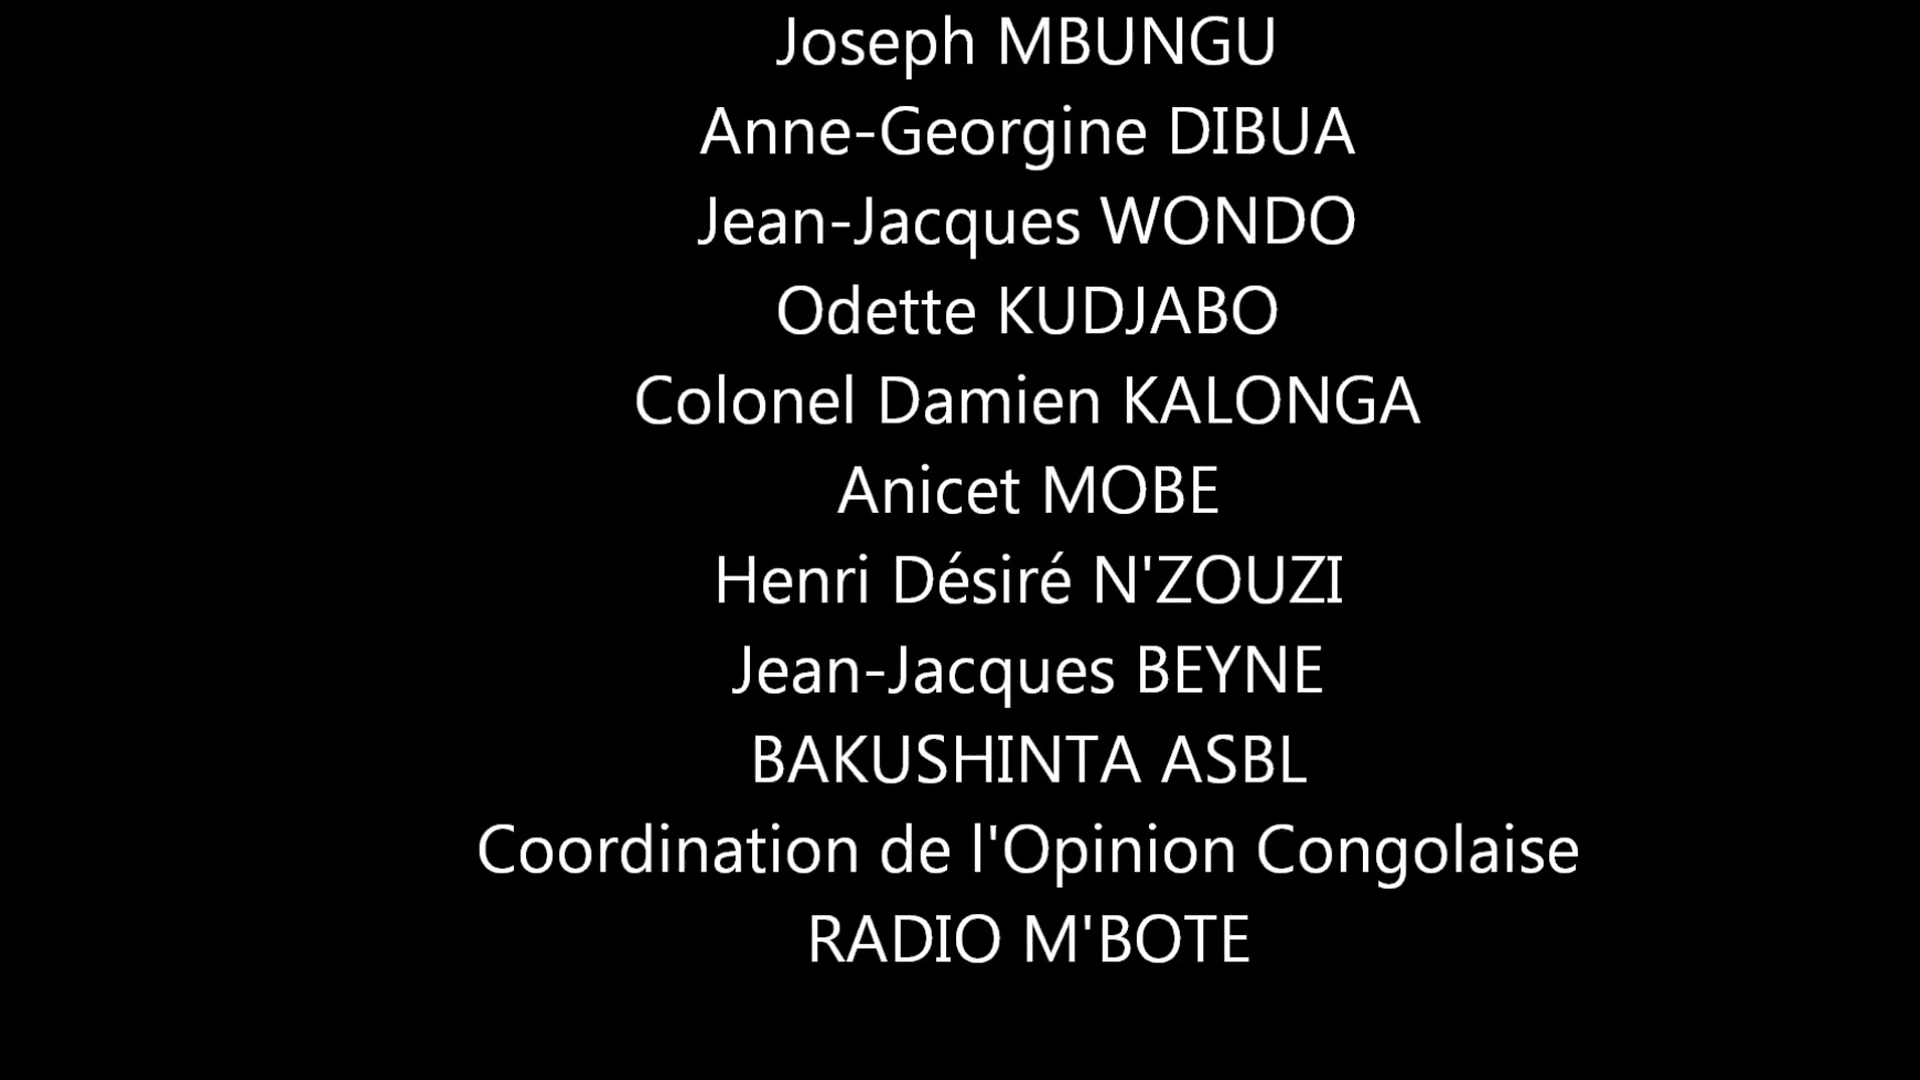 Joseph MBUNGU
Anne-Georgine DIBUA
Jean-Jacques WONDO
Odette KUDJABO
Colonel Damien KALONGA
Anicet MOBE
Henri Désiré N'ZOUZI
Jean-Jacques BEYNE
BAKUSHINTA ASBL
Coordination de l'Opinion Congolaise
RADIO M'BOTE